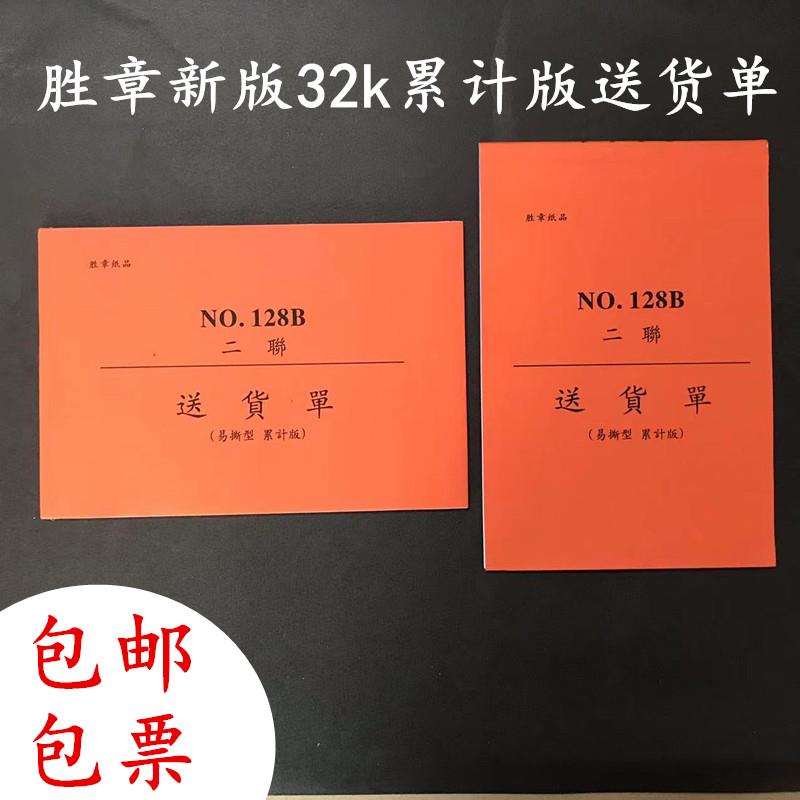 胜章新版32k累计版送货单
胜章纸品
NO. 128B
二 聯
送 貨 單
(易撕型 累計版)
胜章纸品
NO. 128B
二 聯
送 貨 單
(易撕型 累計版)
包邮
包票